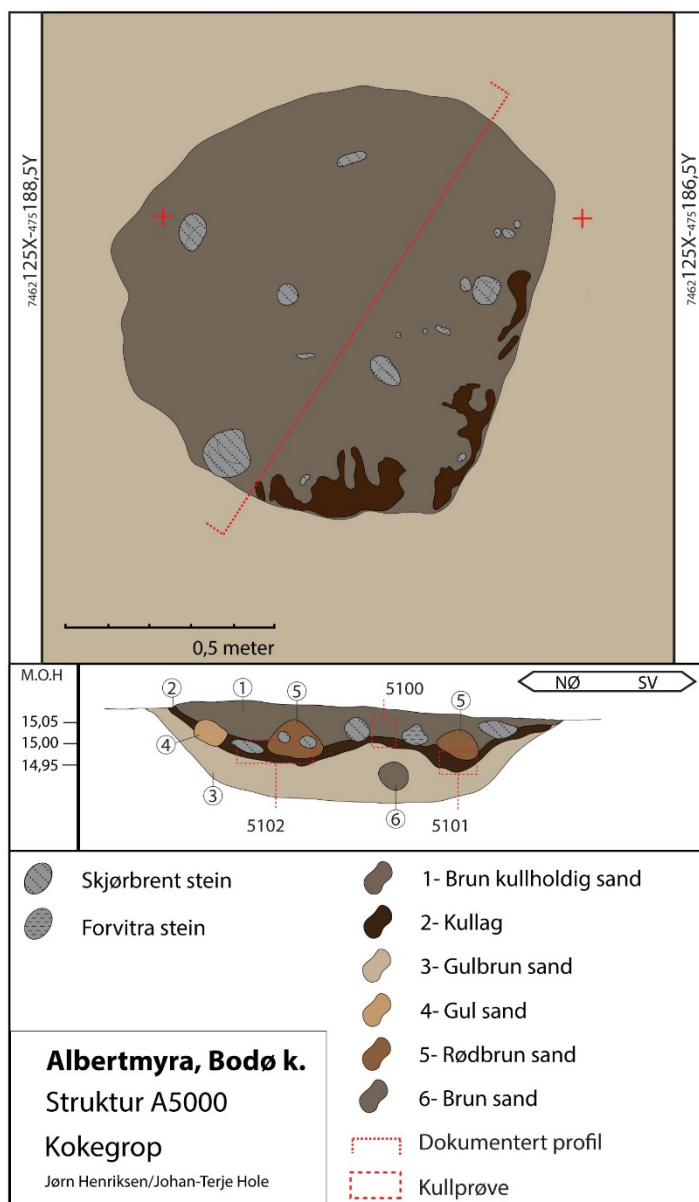 7462125X-475188,5Y
7462125X-475186,5Y
0,5 meter
M.O.H
15,05
15,00
14,95
2
1
5
5100
5
NØ SV
4
3
5102
6
5101
Skjørbrent stein
Forvitra stein
1- Brun kullholdig sand
2- Kullag
3- Gulbrun sand
4- Gul sand
5- Rødbrun sand
6- Brun sand
Dokumentert profil
Kullprøve
Albertmyra, Bodø k.
Struktur A5000
Kokegrop
Jørn Henriksen/Johan-Terje Hole